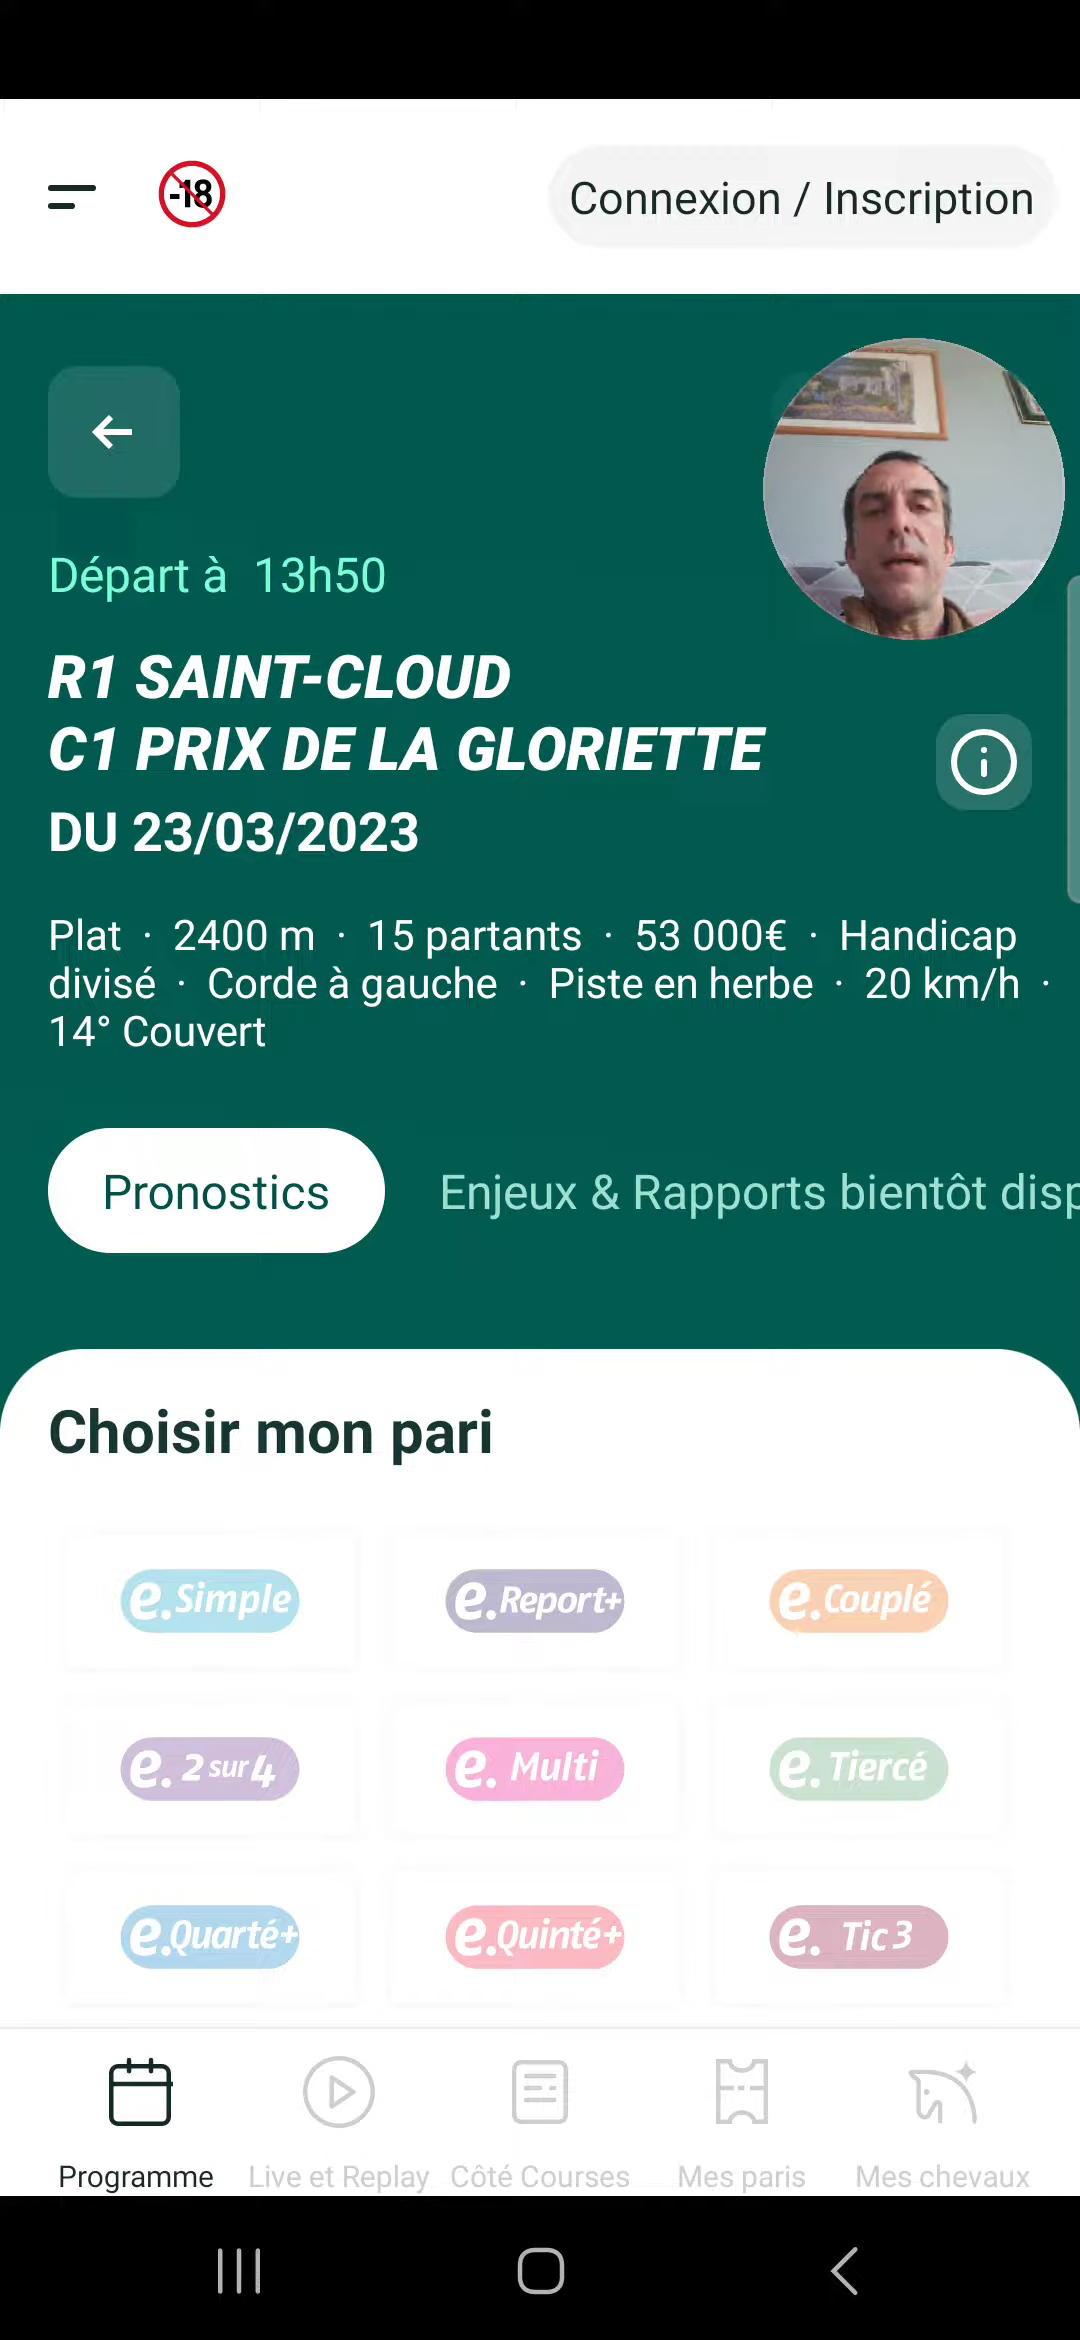 -18
Connexion / Inscription
Départ à 13h50
R1 SAINT-CLOUD
C1 PRIX DE LA GLORIETTE
DU 23/03/2023
Plat · 2400 m · 15 partants · 53 000€ · Handicap
divisé · Corde à gauche · Piste en herbe · 20 km/h ·
14° Couvert
Pronostics
Enjeux & Rapports bientôt disp
Choisir mon pari
e.Simple
e.Report+
e.Couplé
e. 2 sur 4
e. Multi
e. Tiercé
e.Quarté+
e.Quinté+
e. Tic 3
Programme
Live et Replay
Côté Courses
Mes paris
Mes chevaux